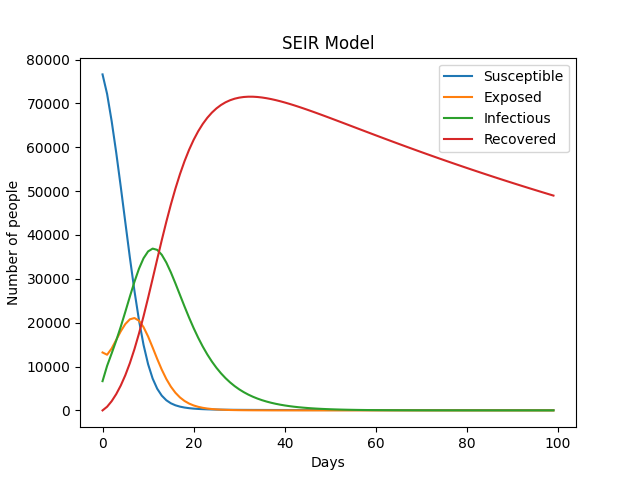 SEIR Model
80000
70000
60000
50000
40000
30000
20000
10000
0
Number of people
Susceptible
Exposed
Infectious
Recovered
0 20 40 60 80 100
Days